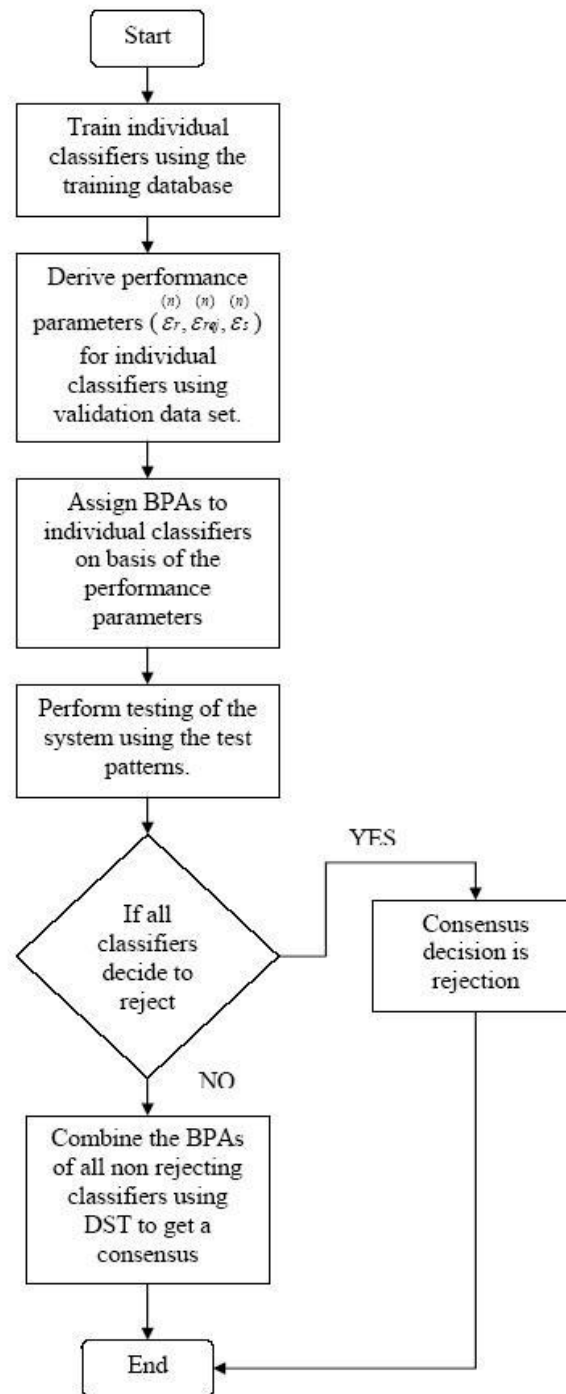 Start
Train individual
classifiers using the
training database
Derive performance
parameters (ε_r^(n), ε_rej^(n), ε_s^(n))
for individual
classifiers using
validation data set.
Assign BPAs to
individual classifiers
on basis of the
performance
parameters
Perform testing of the
system using the test
patterns.
If all
classifiers
decide to
reject
YES
Consensus
decision is
rejection
NO
Combine the BPAs
of all non rejecting
classifiers using
DST to get a
consensus
End